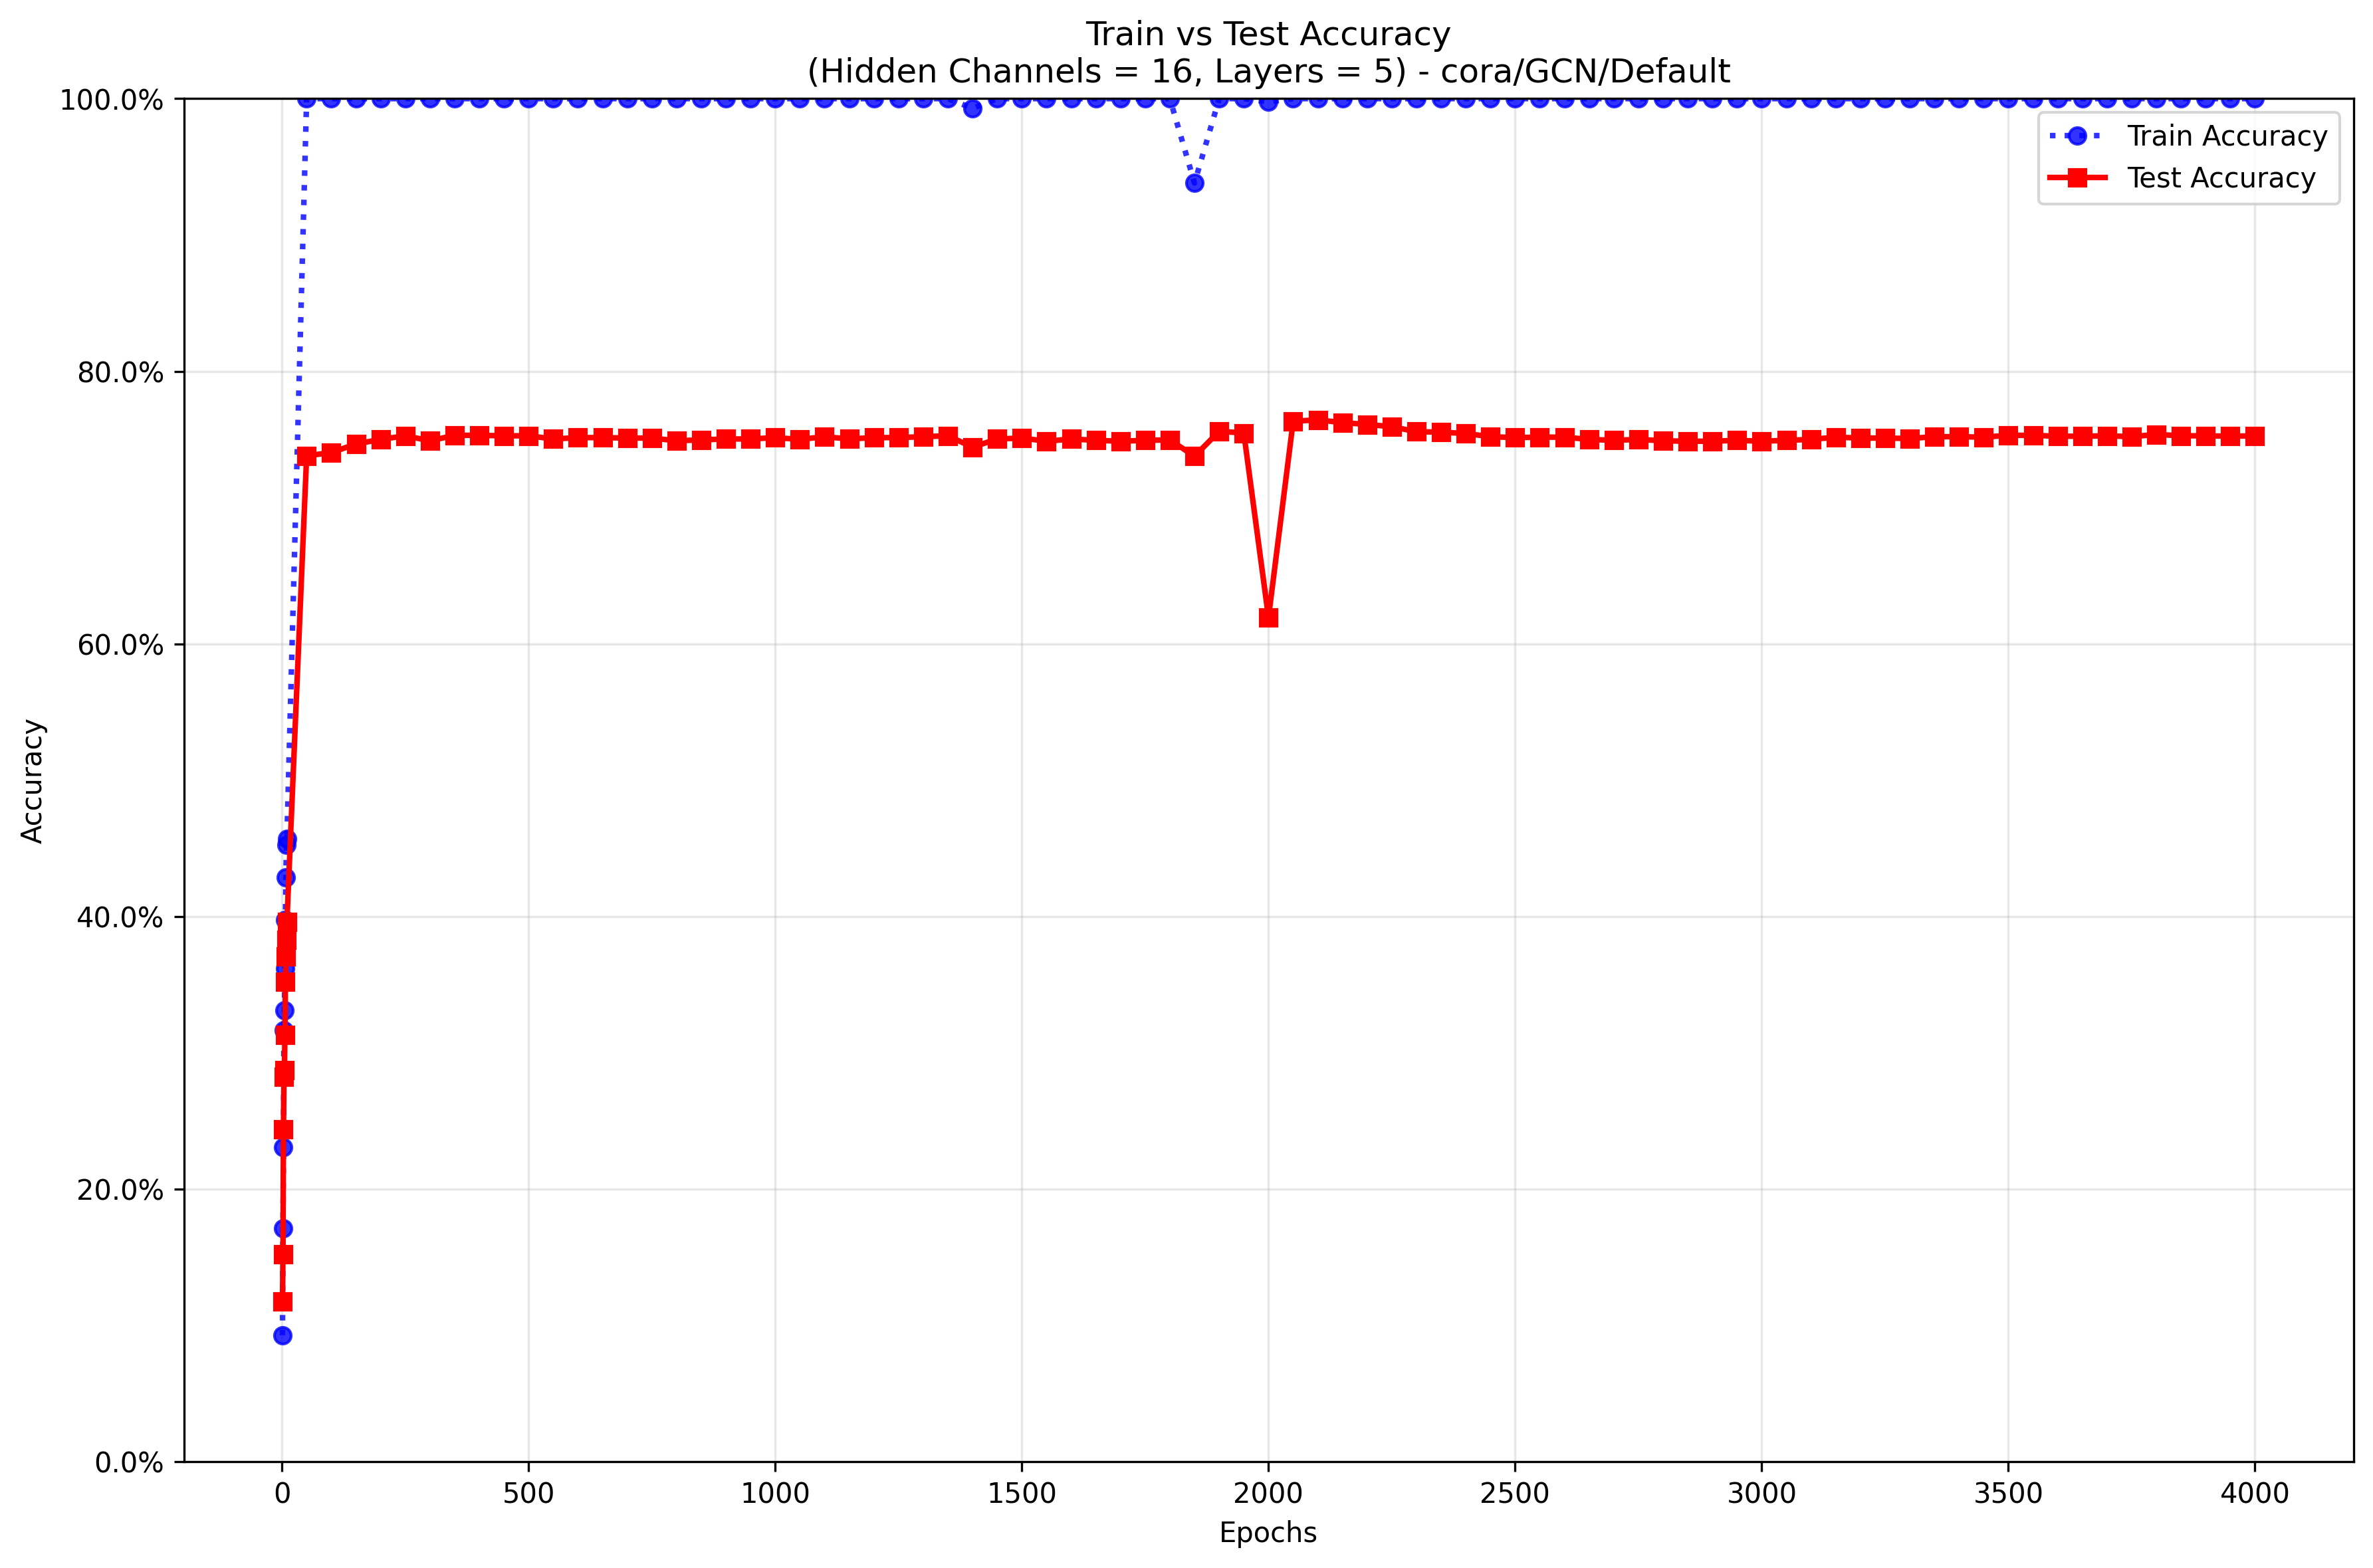 Train vs Test Accuracy
(Hidden Channels = 16, Layers = 5) - cora/GCN/Default
100.0%
80.0%
60.0%
40.0%
20.0%
0.0%
Accuracy
Train Accuracy
Test Accuracy
0
500
1000
1500
2000
2500
3000
3500
4000
Epochs